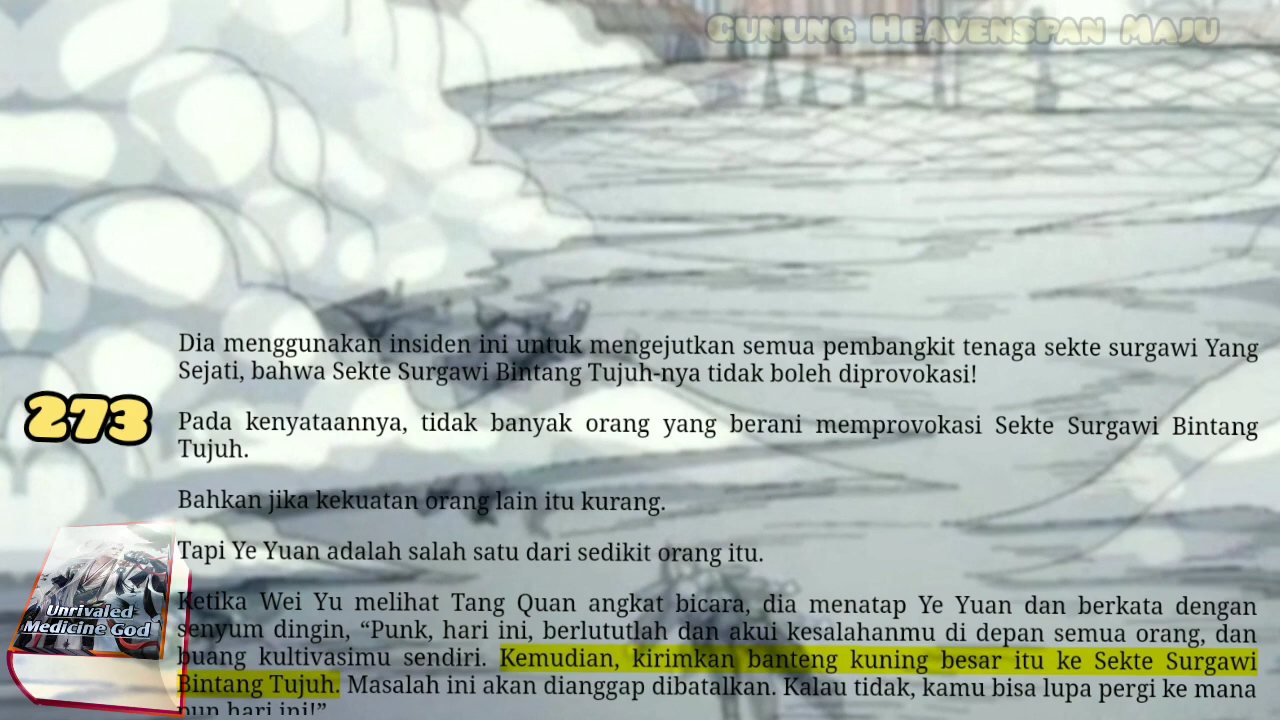 Gunung Heavenspan Maju
Dia menggunakan insiden ini untuk mengejutkan semua pembangkit tenaga sekte surgawi Yang
Sejati, bahwa Sekte Surgawi Bintang Tujuh-nya tidak boleh diprovokasi!
273
Pada kenyataannya, tidak banyak orang yang berani memprovokasi Sekte Surgawi Bintang
Tujuh.
Bahkan jika kekuatan orang lain itu kurang.
Tapi Ye Yuan adalah salah satu dari sedikit orang itu.
Ketika Wei Yu melihat Tang Quan angkat bicara, dia menatap Ye Yuan dan berkata dengan
senyum dingin, “Punk, hari ini, berlututlah dan akui kesalahanmu di depan semua orang, dan
buang kultivasimu sendiri. Kemudian, kirimkan banteng kuning besar itu ke Sekte Surgawi
Bintang Tujuh. Masalah ini akan dianggap dibatalkan. Kalau tidak, kamu bisa lupa pergi ke mana
pun hari ini!”
Unrivaled
Medicine God